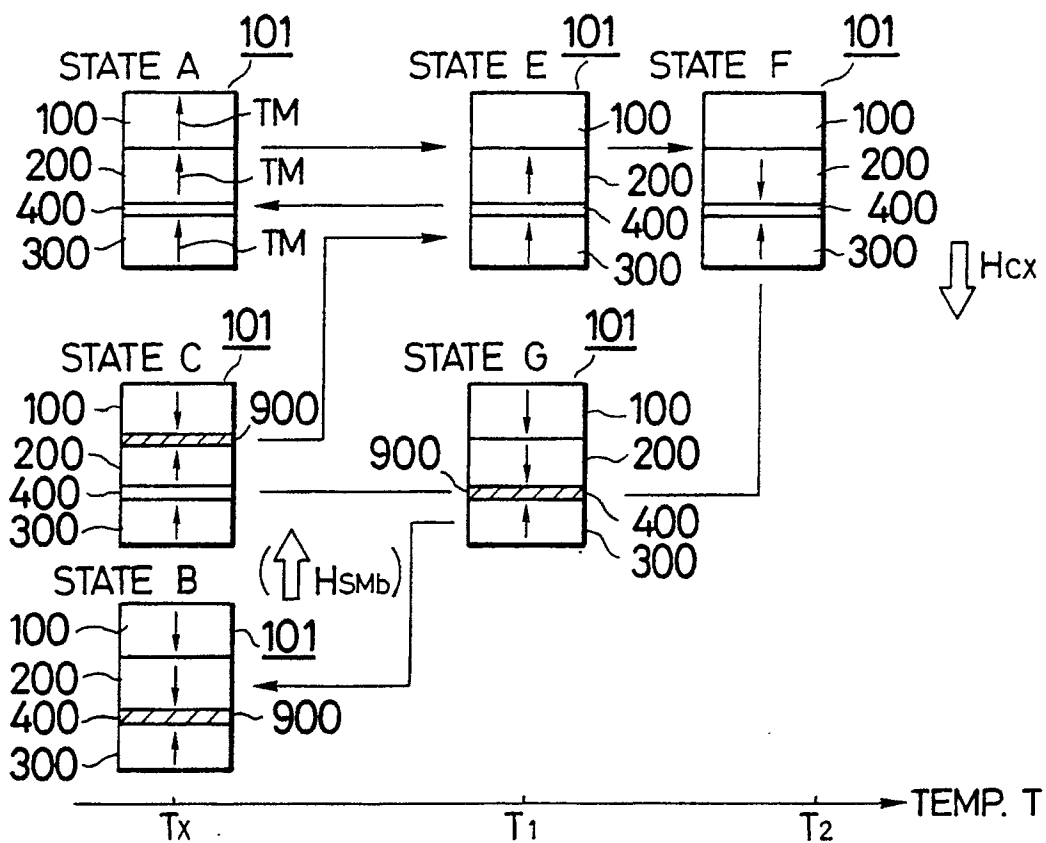 101 101 101
STATE A STATE E STATE F
100 TM 100 100
200 TM 200 200
400 400 400
300 TM 300 300
HCX
101 101
STATE C STATE G
100 900 100
200 900 200
400 400
300 300
(HSMb)
STATE B
100 101
200
400 900
300
TEMP. T
TX T1 T2